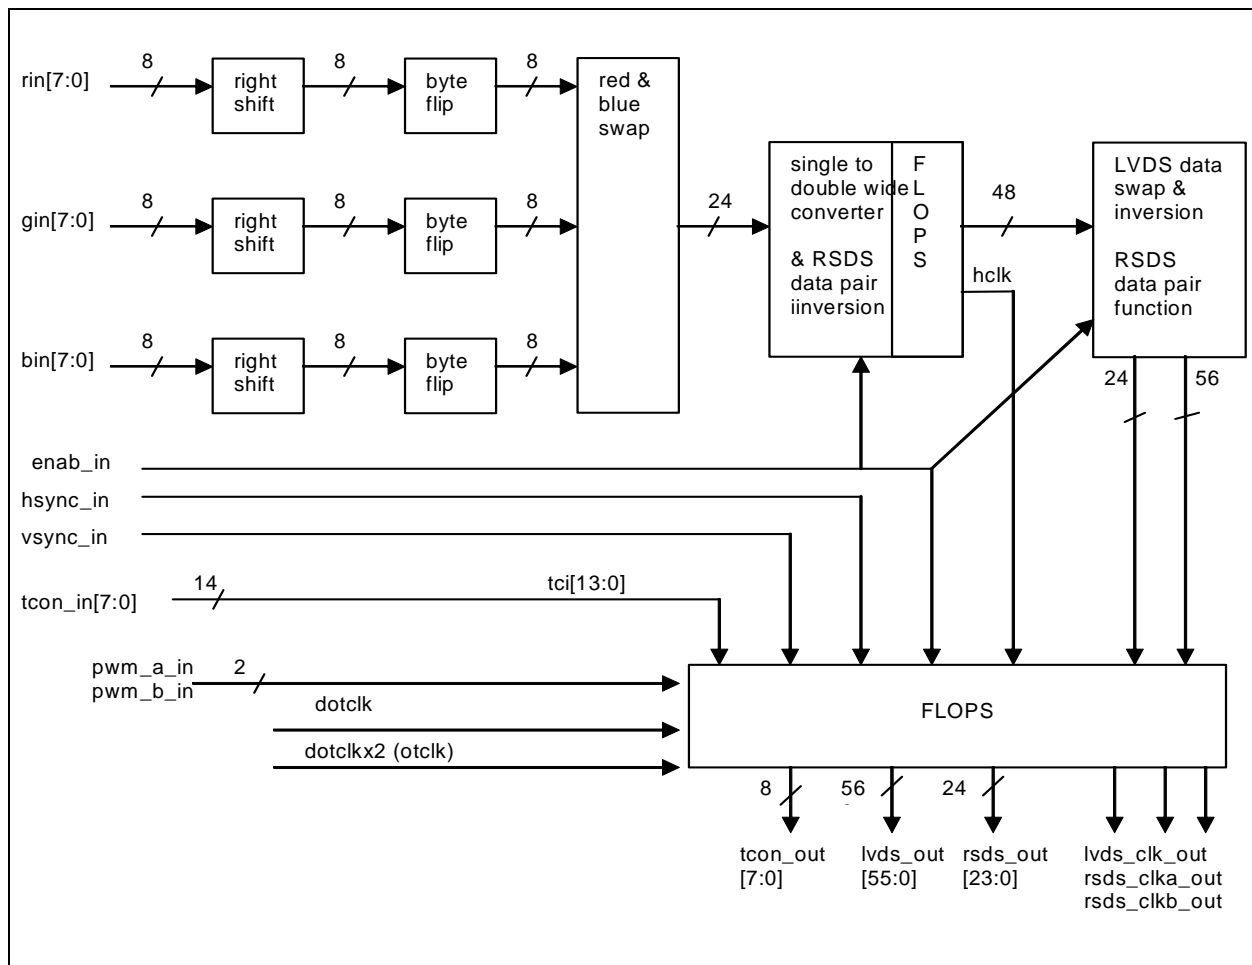 rin[7:0]
8
right
shift
8
byte
flip
8
red &
blue
swap
gin[7:0]
8
right
shift
8
byte
flip
8
24
bin[7:0]
8
right
shift
8
byte
flip
8
single to
double wide
converter
& RSDS
data pair
iinversion
F
L
O
P
S
48
hclk
LVDS data
swap &
inversion
RSDS
data pair
function
24
56
enab_in
hsync_in
vsync_in
tcon_in[7:0]
14
tci[13:0]
pwm_a_in
pwm_b_in
2
dotclk
dotclkx2 (otclk)
FLOPS
8
56
24
tcon_out
[7:0]
lvds_out
[55:0]
rsds_out
[23:0]
lvds_clk_out
rsds_clka_out
rsds_clkb_out